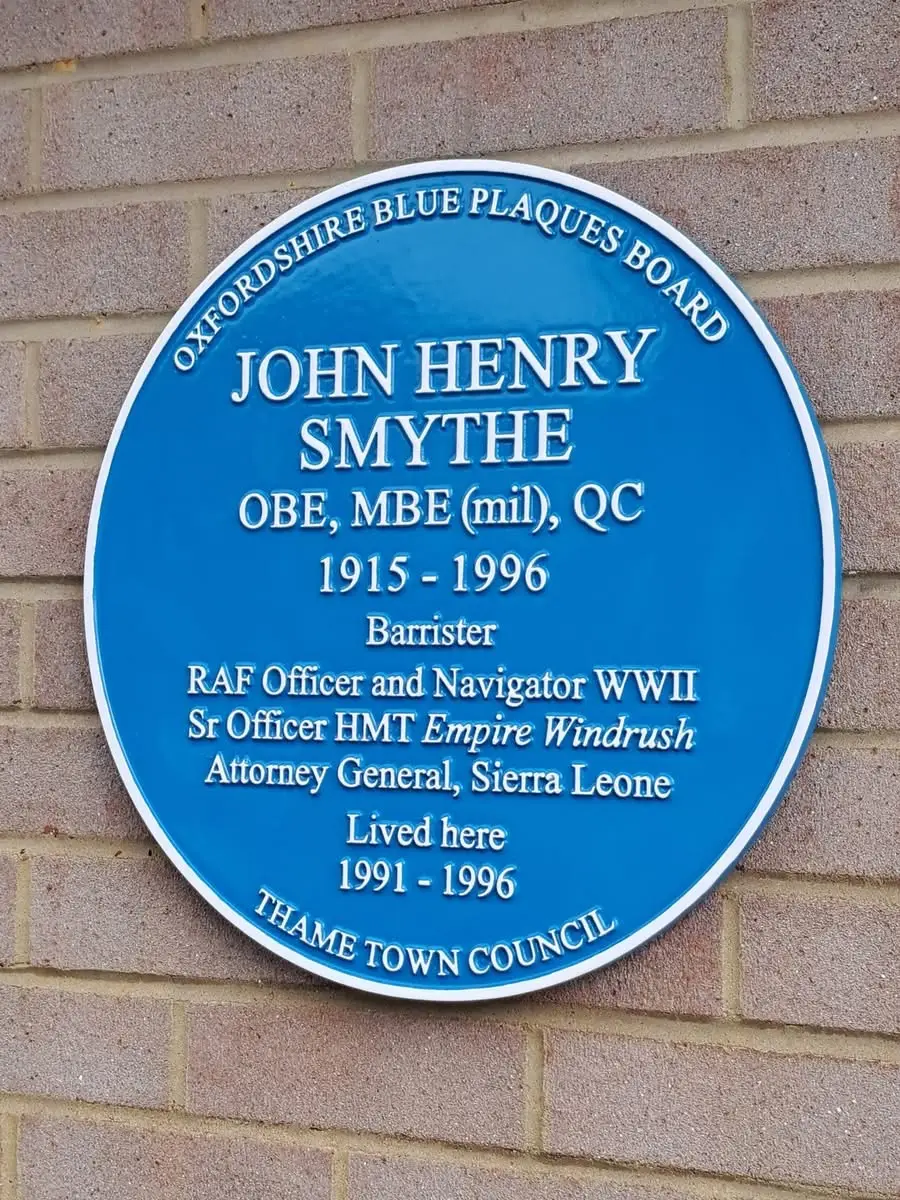 OXFORDSHIRE BLUE PLAQUES BOARD
JOHN HENRY
SMYTHE
OBE, MBE (mil), QC
1915 - 1996
Barrister
RAF Officer and Navigator WWII
Sr Officer HMT Empire Windrush
Attorney General, Sierra Leone
Lived here
1991 - 1996
THAME TOWN COUNCIL